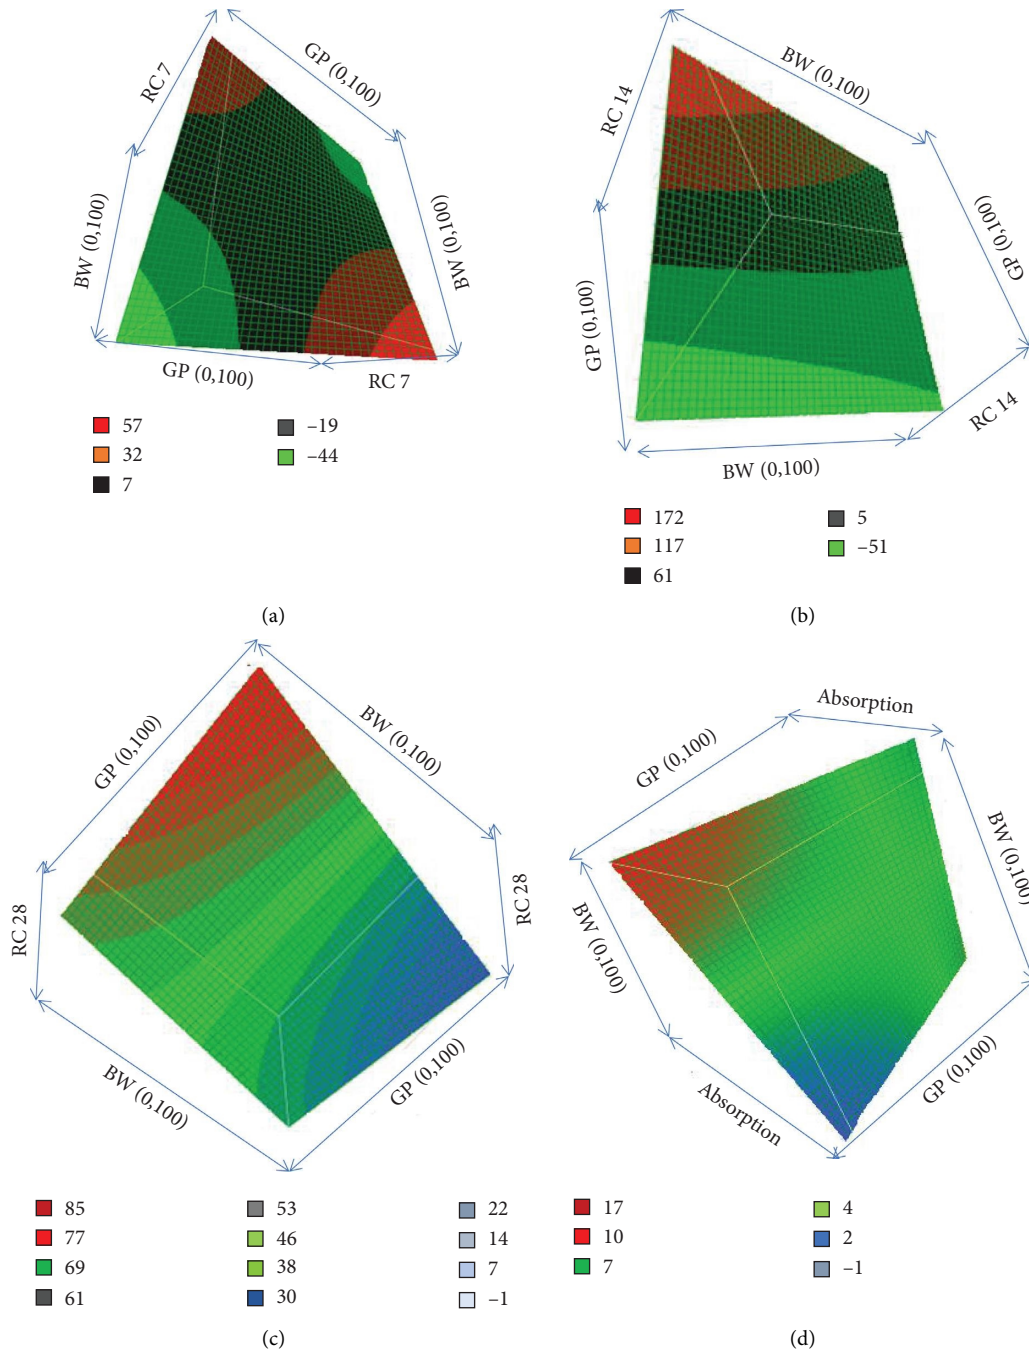 RC 7
GP (0,100)
BW (0,100)
BW (0,100)
GP (0,100)
RC 7
57
32
7
–19
–44
(a)
RC 14
BW (0,100)
GP (0,100)
GP (0,100)
BW (0,100)
RC 14
172
117
61
5
–51
(b)
GP (0,100)
BW (0,100)
RC 28
RC 28
BW (0,100)
GP (0,100)
85
77
69
61
53
46
38
30
22
14
7
–1
(c)
Absorption
GP (0,100)
BW (0,100)
BW (0,100)
Absorption
GP (0,100)
17
10
7
4
2
–1
(d)